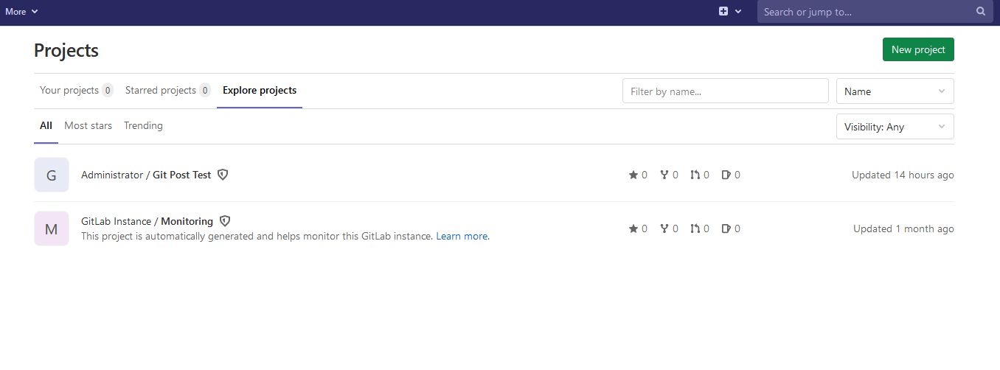 More
Search or jump to...
Projects
New project
Your projects 0 Starred projects 0 Explore projects
Filter by name...
Name
All Most stars Trending
Visibility: Any
G
Administrator / Git Post Test
0 0 0 0
Updated 14 hours ago
M
GitLab Instance / Monitoring
This project is automatically generated and helps monitor this GitLab instance. Learn more.
0 0 0 0
Updated 1 month ago